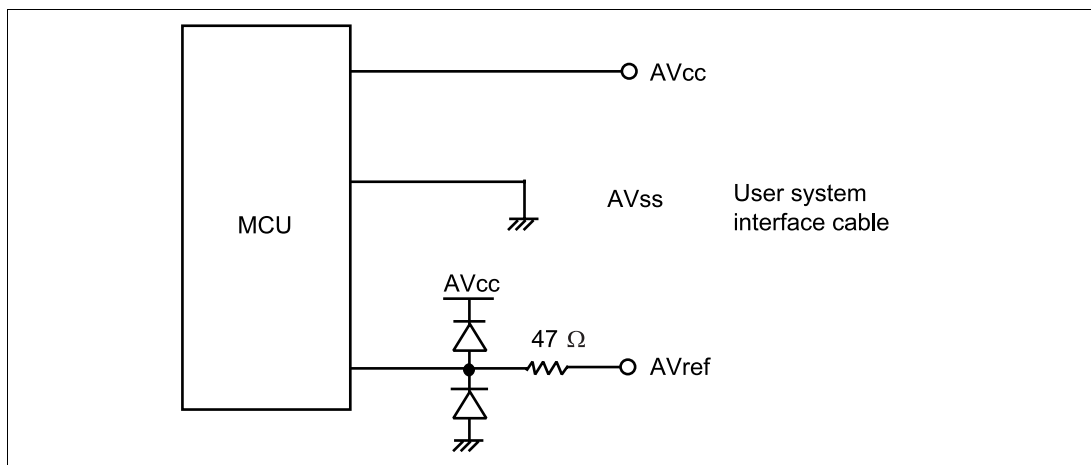 AVcc
AVss
User system
interface cable
MCU
AVcc
47 Ω
AVref